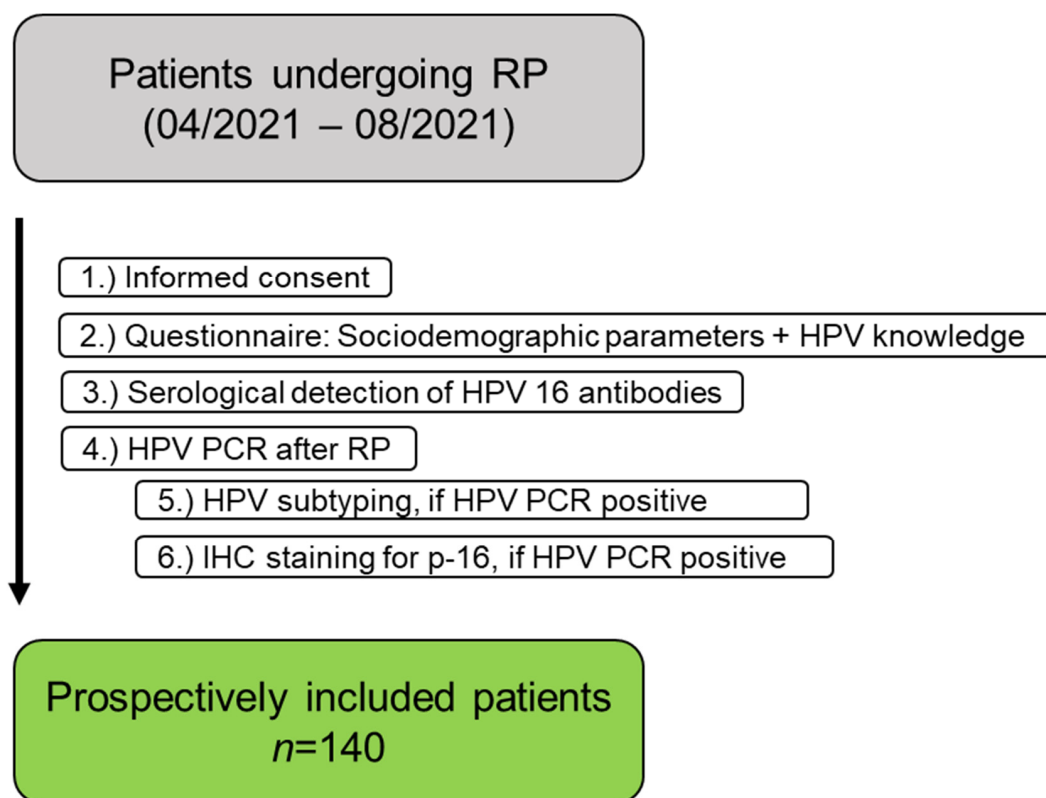 Patients undergoing RP
(04/2021 – 08/2021)
1.) Informed consent
2.) Questionnaire: Sociodemographic parameters + HPV knowledge
3.) Serological detection of HPV 16 antibodies
4.) HPV PCR after RP
5.) HPV subtyping, if HPV PCR positive
6.) IHC staining for p-16, if HPV PCR positive
Prospectively included patients
n=140